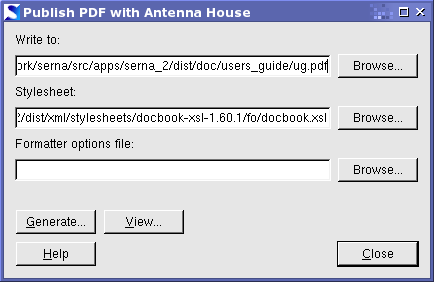 Publish PDF with Antenna House
Write to:
ork/serna/src/apps/serna_2/dist/doc/users_guide/ug.pdf
Browse...
Stylesheet:
2/dist/xml/stylesheets/docbook-xsl-1.60.1/fo/docbook.xsl
Browse...
Formatter options file:
Browse...
Generate...
View...
Help
Close